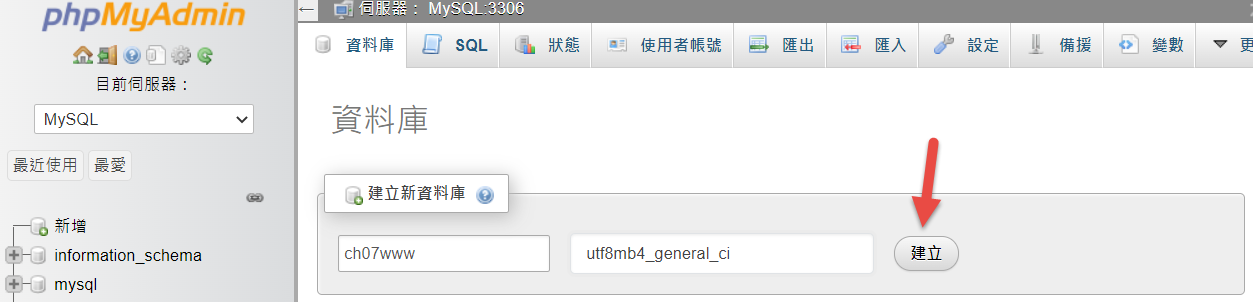 phpMyAdmin
目前伺服器：
MySQL
最近使用 最愛
新增
information_schema
mysql
伺服器： MySQL:3306
資料庫 SQL 狀態 使用者帳號 匯出 匯入 設定 備援 變數
資料庫
建立新資料庫
ch07www utf8mb4_general_ci 建立